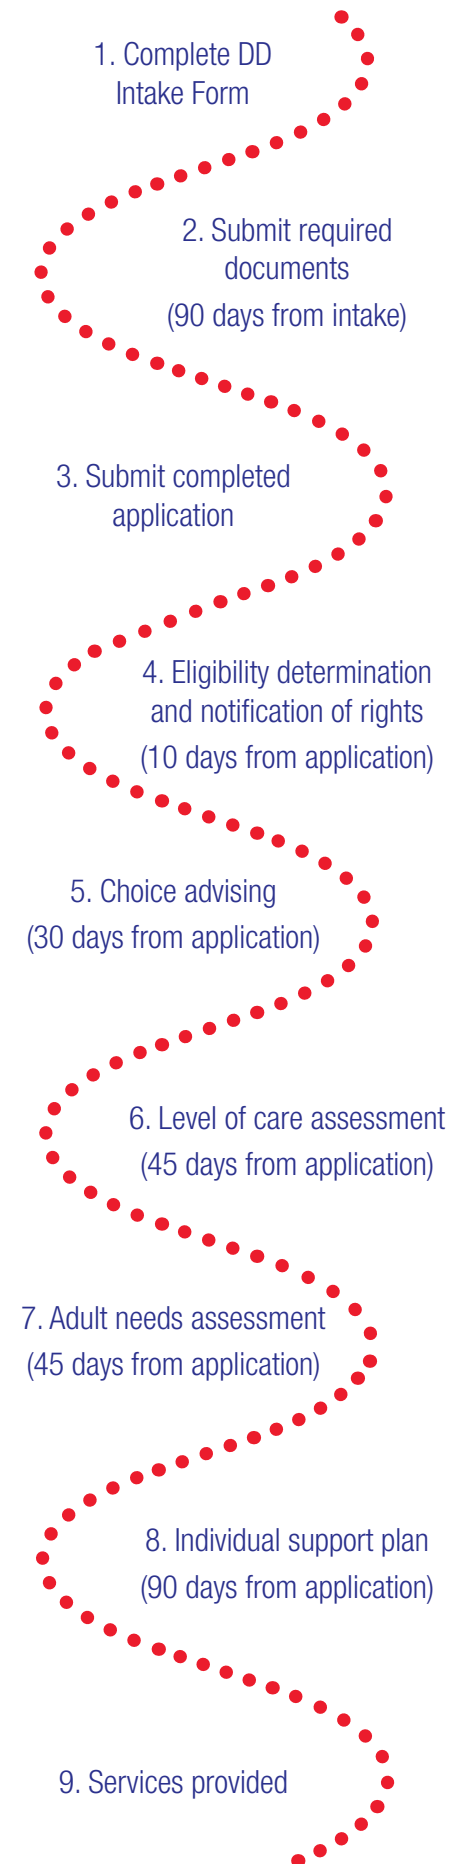 1. Complete DD
Intake Form
2. Submit required
documents
(90 days from intake)
3. Submit completed
application
4. Eligibility determination
and notification of rights
(10 days from application)
5. Choice advising
(30 days from application)
6. Level of care assessment
(45 days from application)
7. Adult needs assessment
(45 days from application)
8. Individual support plan
(90 days from application)
9. Services provided